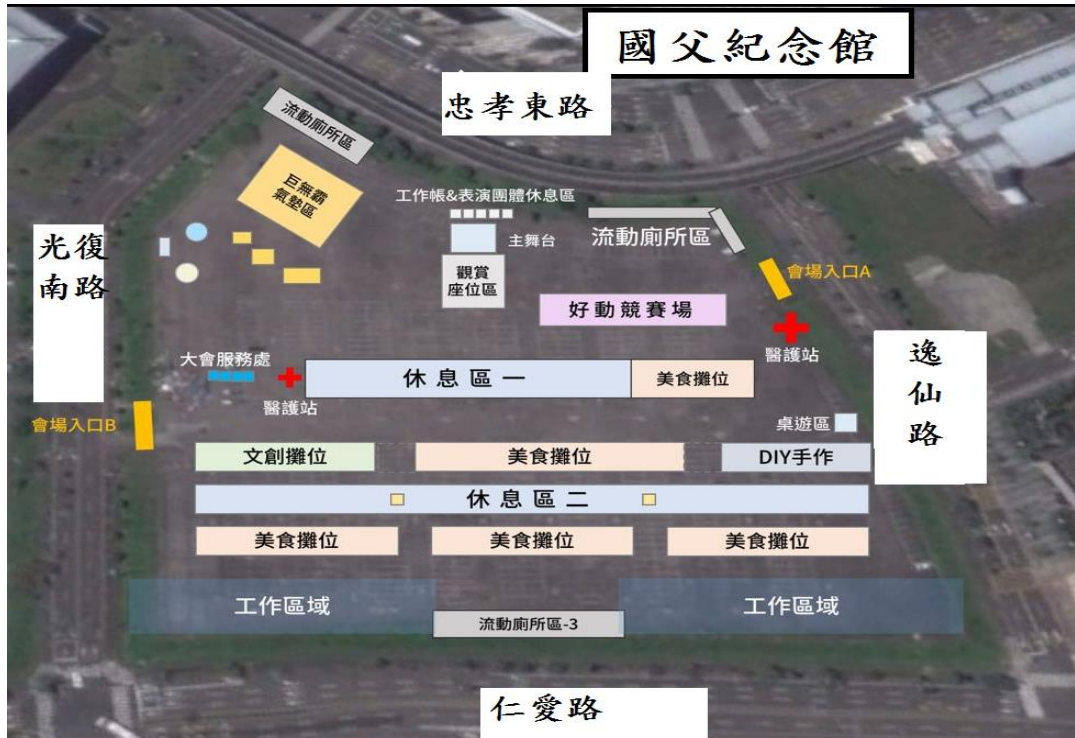 國父紀念館
忠孝東路
流動廁所區
巨無霸
氣墊區
工作帳&表演團體休息區
主舞台
觀賞
座位區
流動廁所區
光復
南路
會場入口A
好動競賽場
醫護站
逸
仙
路
大會服務處
醫護站
休息區一
美食攤位
會場入口B
桌遊區
文創攤位
美食攤位
DIY手作
休息區二
美食攤位
美食攤位
美食攤位
工作區域
工作區域
流動廁所區-3
仁愛路